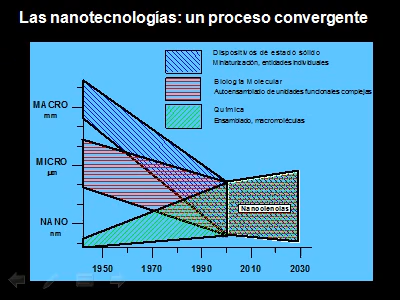 Las nanotecnologías: un proceso convergente
Dispositivos de estado sólido
Miniaturización, entidades individuales
Biología Molecular
Autoensamblado de unidades funcionales complejas
Química
Ensamblado, macromoléculas
MACRO
mm
MICRO
µm
NANO
nm
Nanociencias
1950 1970 1990 2010 2030